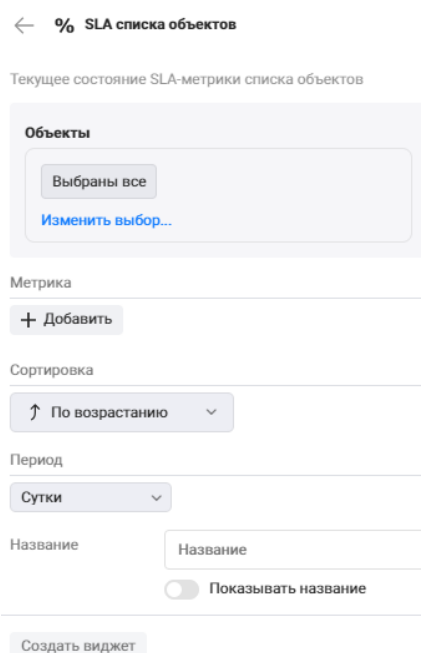 % SLA списка объектов
Текущее состояние SLA-метрики списка объектов
Объекты
Выбраны все
Изменить выбор...
Метрика
+ Добавить
Сортировка
По возрастанию
Период
Сутки
Название Название
Показывать название
Создать виджет